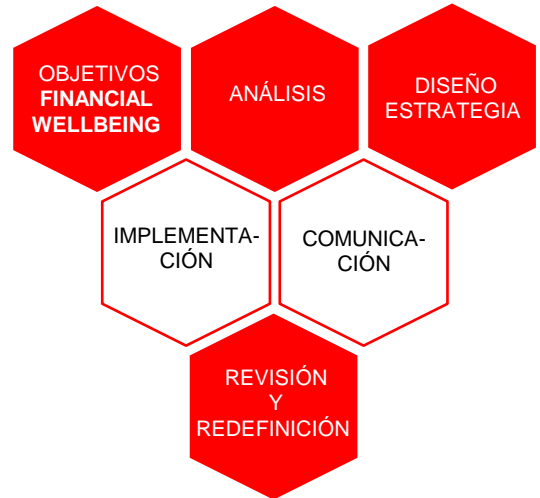 OBJETIVOS
FINANCIAL
WELLBEING
ANÁLISIS
DISEÑO
ESTRATEGIA
IMPLEMENTA-
CIÓN
COMUNICA-
CIÓN
REVISIÓN
Y
REDEFINICIÓN